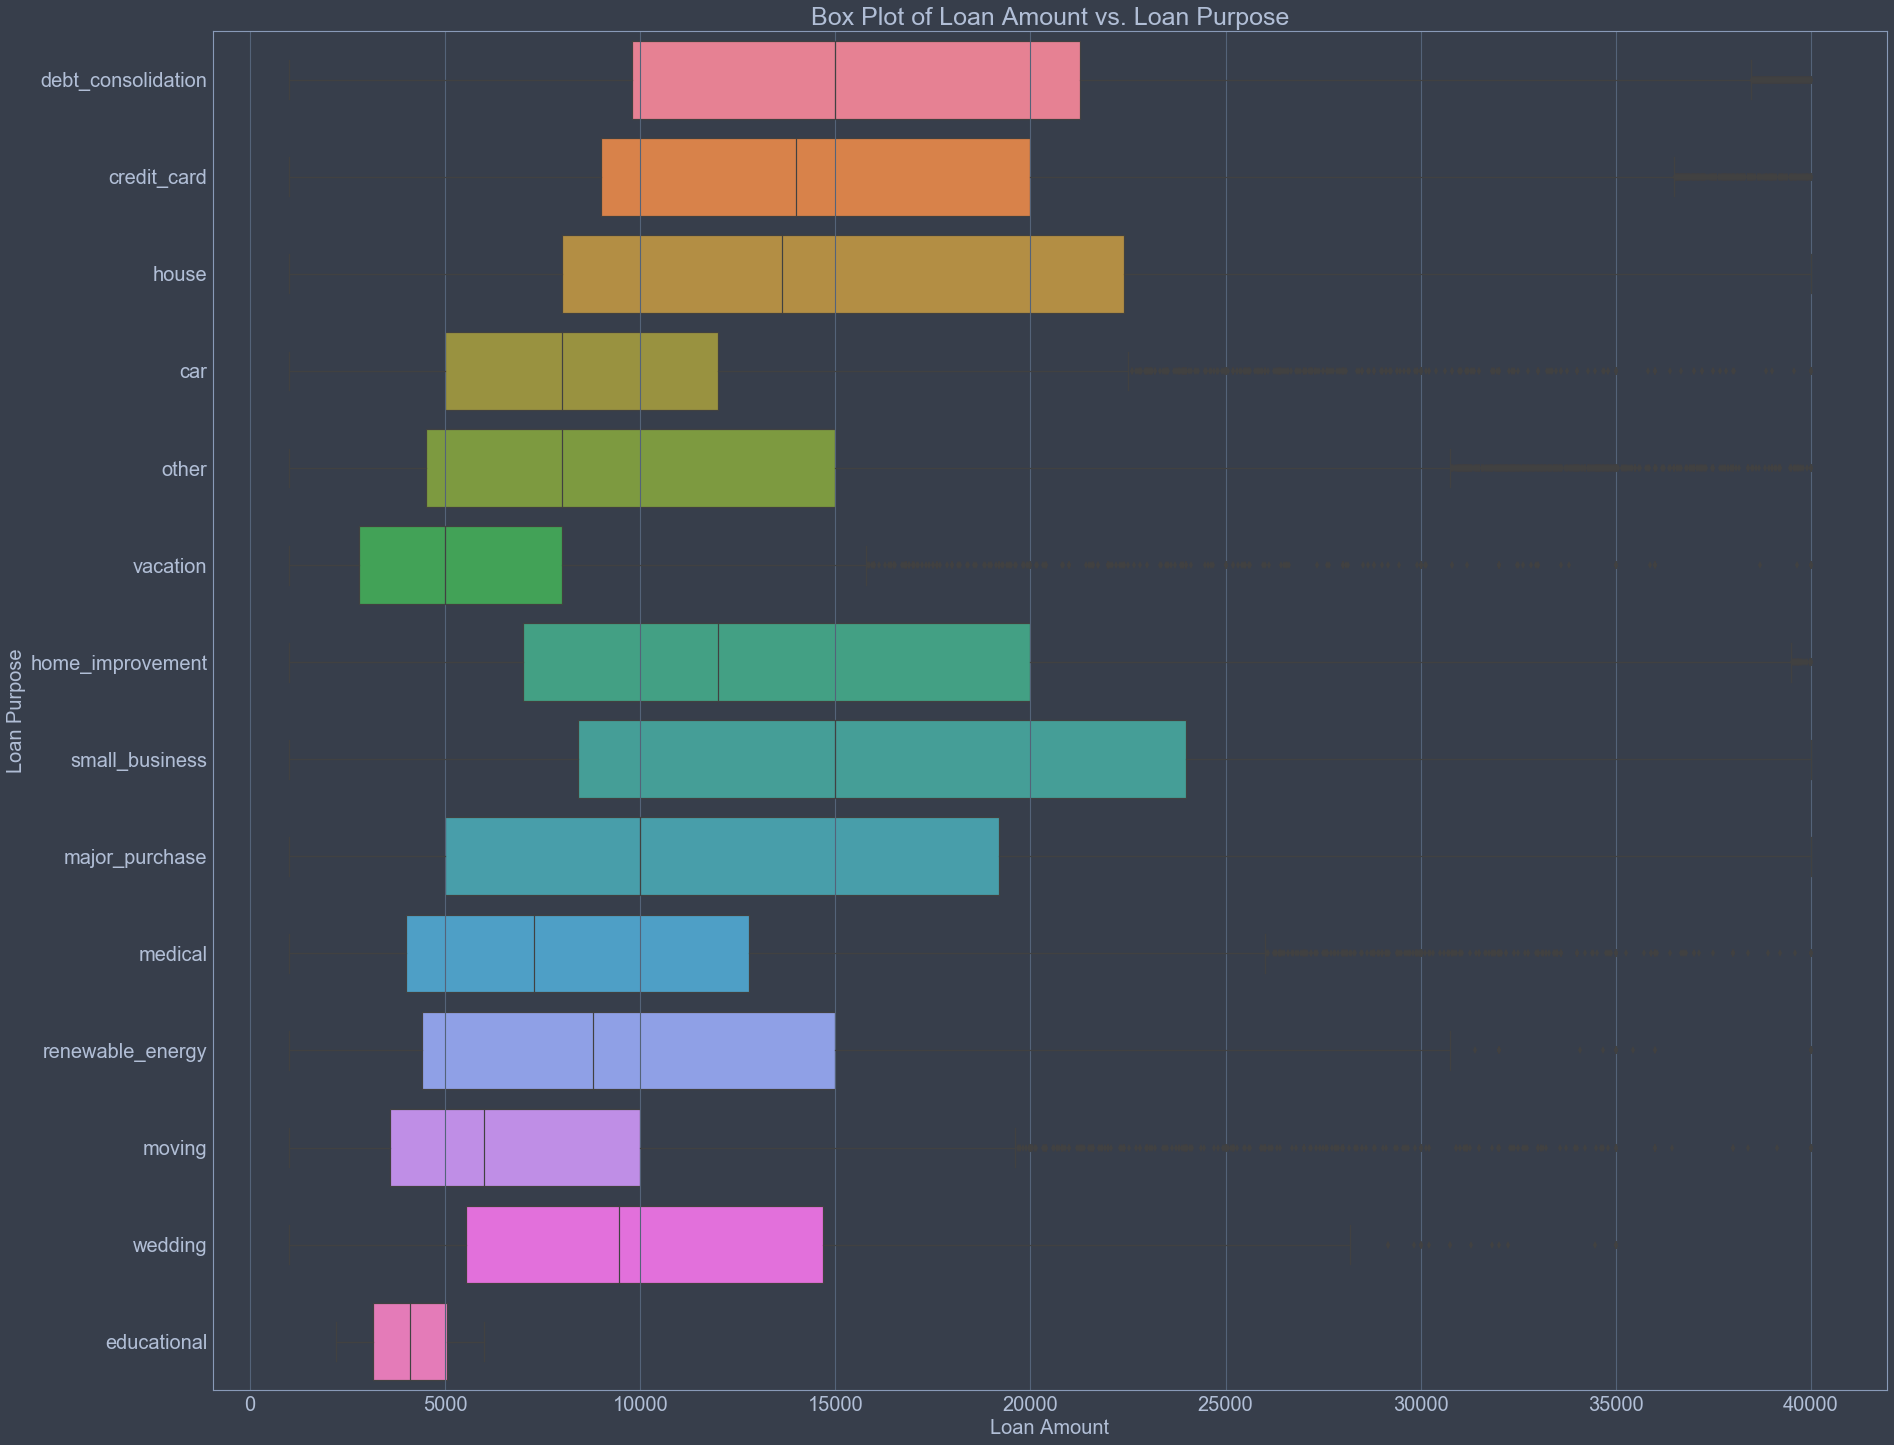 Box Plot of Loan Amount vs. Loan Purpose
debt_consolidation
credit_card
house
car
other
vacation
home_improvement
small_business
major_purchase
medical
renewable_energy
moving
wedding
educational
Loan Purpose
0 5000 10000 15000 20000 25000 30000 35000 40000
Loan Amount